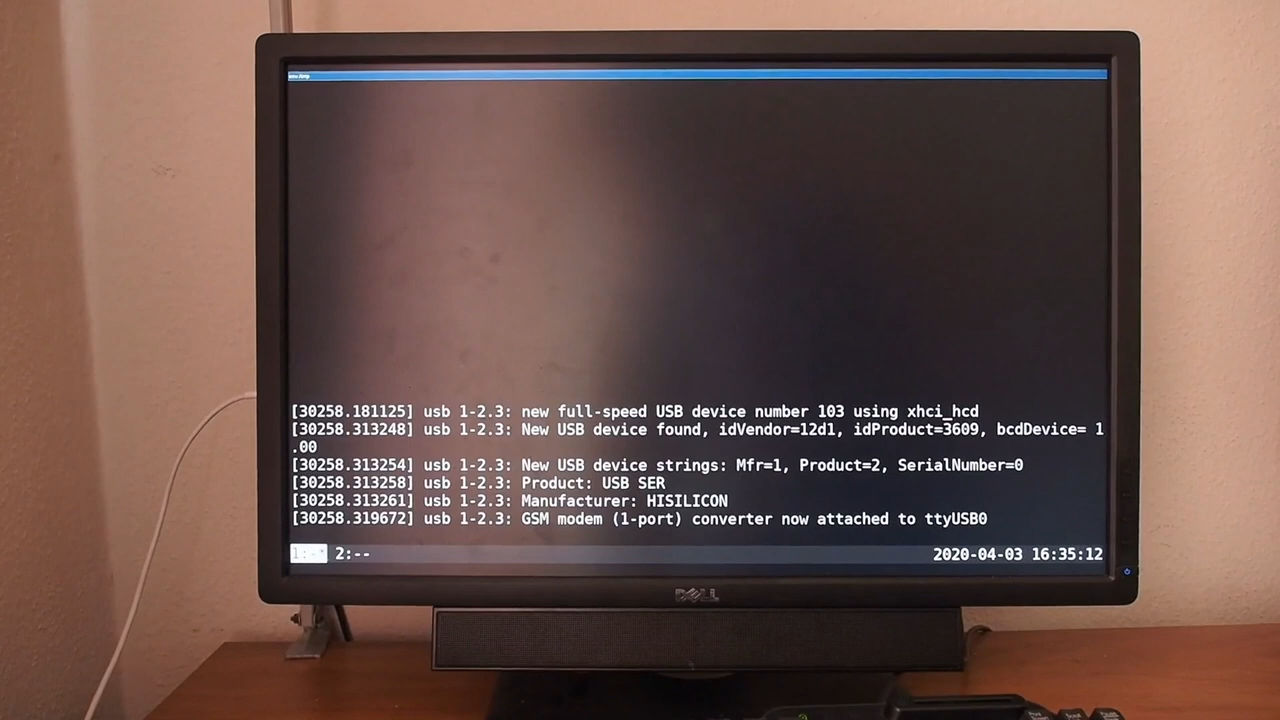 [30258.181125] usb 1-2.3: new full-speed USB device number 103 using xhci_hcd
[30258.313248] usb 1-2.3: New USB device found, idVendor=12d1, idProduct=3609, bcdDevice= 1
.00
[30258.313254] usb 1-2.3: New USB device strings: Mfr=1, Product=2, SerialNumber=0
[30258.313258] usb 1-2.3: Product: USB SER
[30258.313261] usb 1-2.3: Manufacturer: HISILICON
[30258.319672] usb 1-2.3: GSM modem (1-port) converter now attached to ttyUSB0
1:-* 2:-- 2020-04-03 16:35:12
DELL